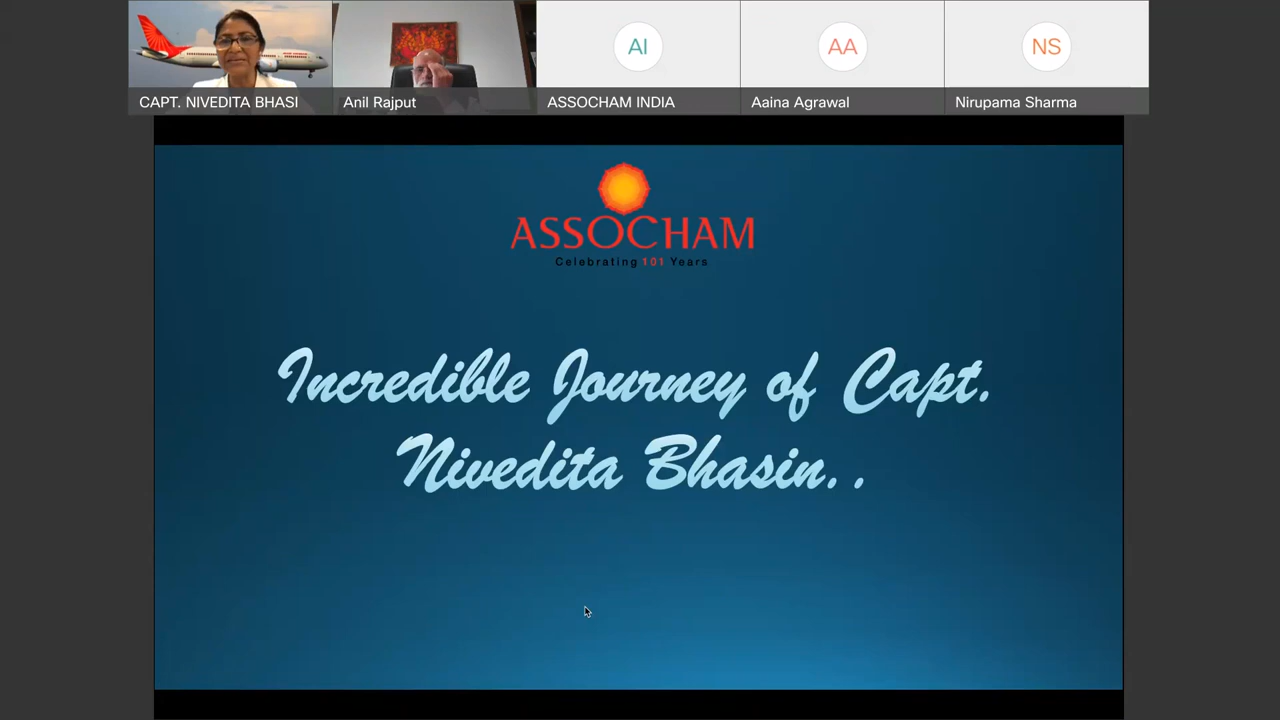 CAPT. NIVEDITA BHASI
Anil Rajput
AI
ASSOCHAM INDIA
AA
Aaina Agrawal
NS
Nirupama Sharma
ASSOCHAM
Celebrating 101 Years
Incredible Journey of Capt.
Nivedita Bhasin. .